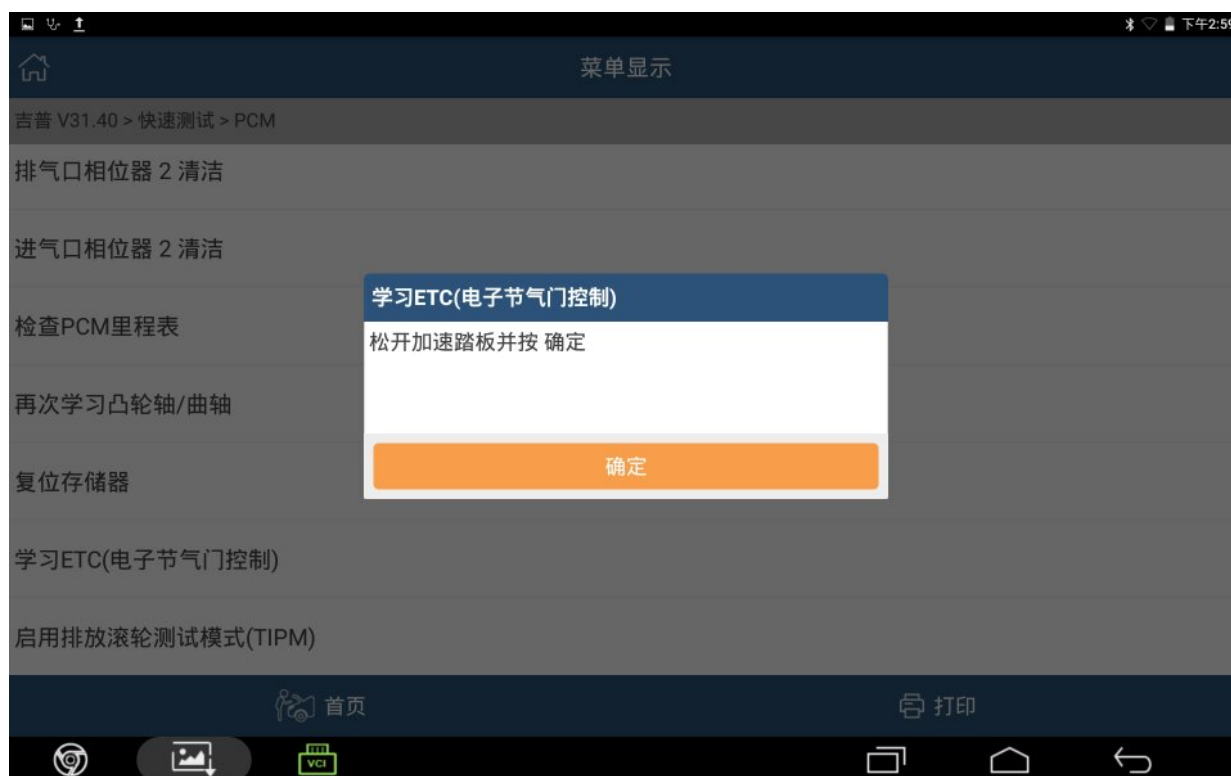 下午2:59
菜单显示
吉普 V31.40 > 快速测试 > PCM
排气口相位器 2 清洁
进气口相位器 2 清洁
检查PCM里程表
再次学习凸轮轴/曲轴
复位存储器
学习ETC(电子节气门控制)
启用排放滚轮测试模式(TIPM)
学习ETC(电子节气门控制)
松开加速踏板并按 确定
确定
首页
打印
VCI